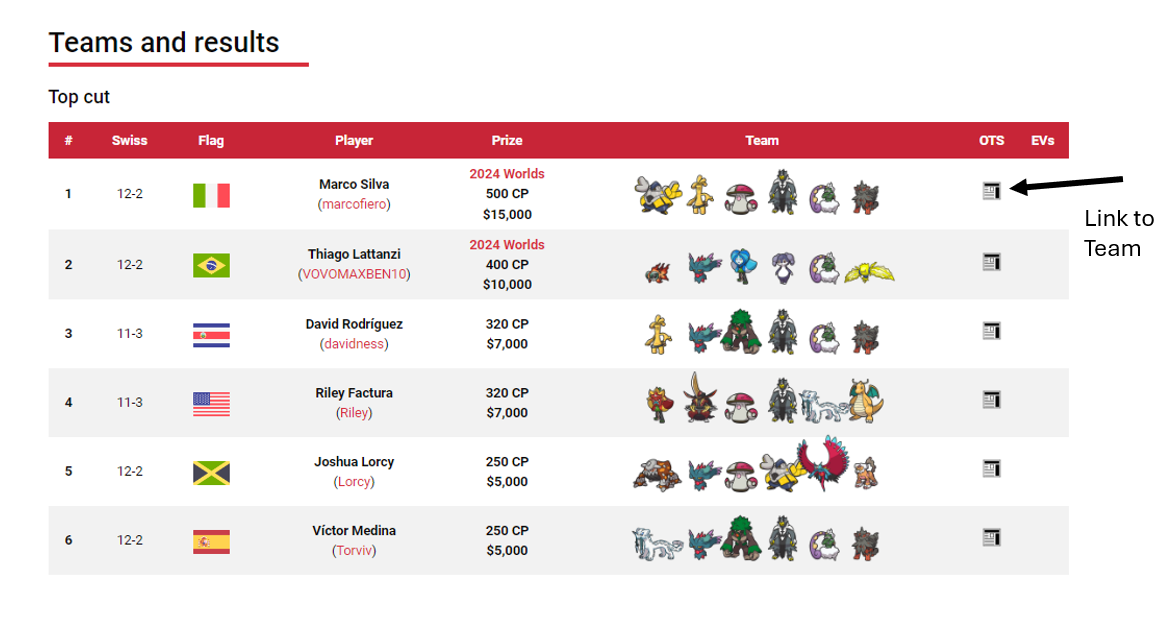 Teams and results
Top cut
# Swiss Flag Player Prize Team OTS EVs
1 12-2 Marco Silva (marcofiero) 2024 Worlds 500 CP $15,000
Link to Team
2 12-2 Thiago Lattanzi (VOVOMAXBEN10) 2024 Worlds 400 CP $10,000
3 11-3 David Rodríguez (davidness) 320 CP $7,000
4 11-3 Riley Factura (Riley) 320 CP $7,000
5 12-2 Joshua Lorcy (Lorcy) 250 CP $5,000
6 12-2 Víctor Medina (Torviv) 250 CP $5,000